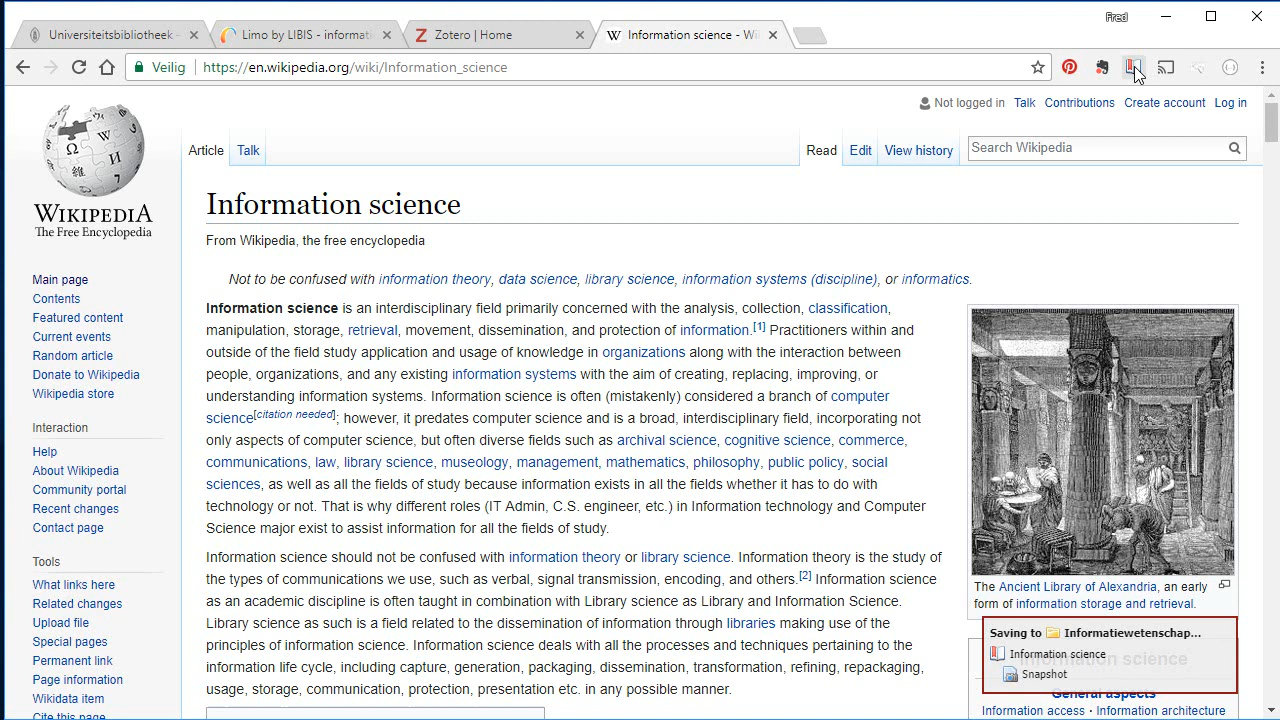 Fred
Universiteitsbibliotheek -
Limo by LIBIS - informati
Zotero | Home
Information science - Wi
Veilig
https://en.wikipedia.org/wiki/Information_science
Not logged in Talk Contributions Create account Log in
Article Talk
Read Edit View history
Search Wikipedia
WIKIPEDIA
The Free Encyclopedia
Main page
Contents
Featured content
Current events
Random article
Donate to Wikipedia
Wikipedia store
Interaction
Help
About Wikipedia
Community portal
Recent changes
Contact page
Tools
What links here
Related changes
Upload file
Special pages
Permanent link
Page information
Wikidata item
Cite this page
Information science
From Wikipedia, the free encyclopedia
Not to be confused with information theory, data science, library science, information systems (discipline), or informatics.
Information science is an interdisciplinary field primarily concerned with the analysis, collection, classification,
manipulation, storage, retrieval, movement, dissemination, and protection of information.[1] Practitioners within and
outside of the field study application and usage of knowledge in organizations along with the interaction between
people, organizations, and any existing information systems with the aim of creating, replacing, improving, or
understanding information systems. Information science is often (mistakenly) considered a branch of computer
science[citation needed]; however, it predates computer science and is a broad, interdisciplinary field, incorporating not
only aspects of computer science, but often diverse fields such as archival science, cognitive science, commerce,
communications, law, library science, museology, management, mathematics, philosophy, public policy, social
sciences, as well as all the fields of study because information exists in all the fields whether it has to do with
technology or not. That is why different roles (IT Admin, C.S. engineer, etc.) in Information technology and Computer
Science major exist to assist information for all the fields of study.
Information science should not be confused with information theory or library science. Information theory is the study of
the types of communications we use, such as verbal, signal transmission, encoding, and others.[2] Information science
as an academic discipline is often taught in combination with Library science as Library and Information Science.
Library science as such is a field related to the dissemination of information through libraries making use of the
principles of information science. Information science deals with all the processes and techniques pertaining to the
information life cycle, including capture, generation, packaging, dissemination, transformation, refining, repackaging,
usage, storage, communication, protection, presentation etc. in any possible manner.
The Ancient Library of Alexandria, an early
form of information storage and retrieval.
Saving to Informatiewetenschap...
Information science
Snapshot
Information science
General aspects
Information access · Information architecture